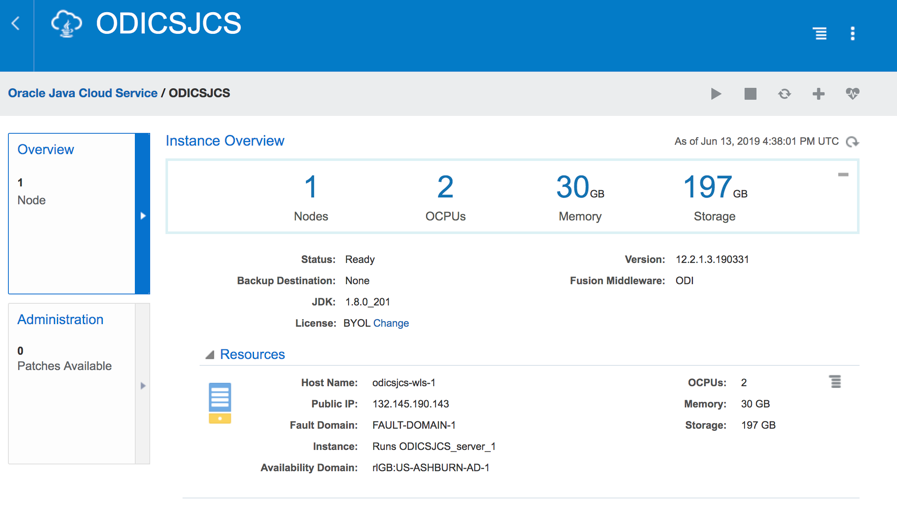 ODICSJCS
Oracle Java Cloud Service / ODICSJCS
Overview
1
Node
Administration
0
Patches Available
Instance Overview
As of Jun 13, 2019 4:38:01 PM UTC
1 2 30 GB 197 GB
Nodes OCPUs Memory Storage
Status: Ready Version: 12.2.1.3.190331
Backup Destination: None Fusion Middleware: ODI
JDK: 1.8.0_201
License: BYOL Change
Resources
Host Name: odicsjcs-wls-1 OCPUs: 2
Public IP: 132.145.190.143 Memory: 30 GB
Fault Domain: FAULT-DOMAIN-1 Storage: 197 GB
Instance: Runs ODICSJCS_server_1
Availability Domain: rlGB:US-ASHBURN-AD-1